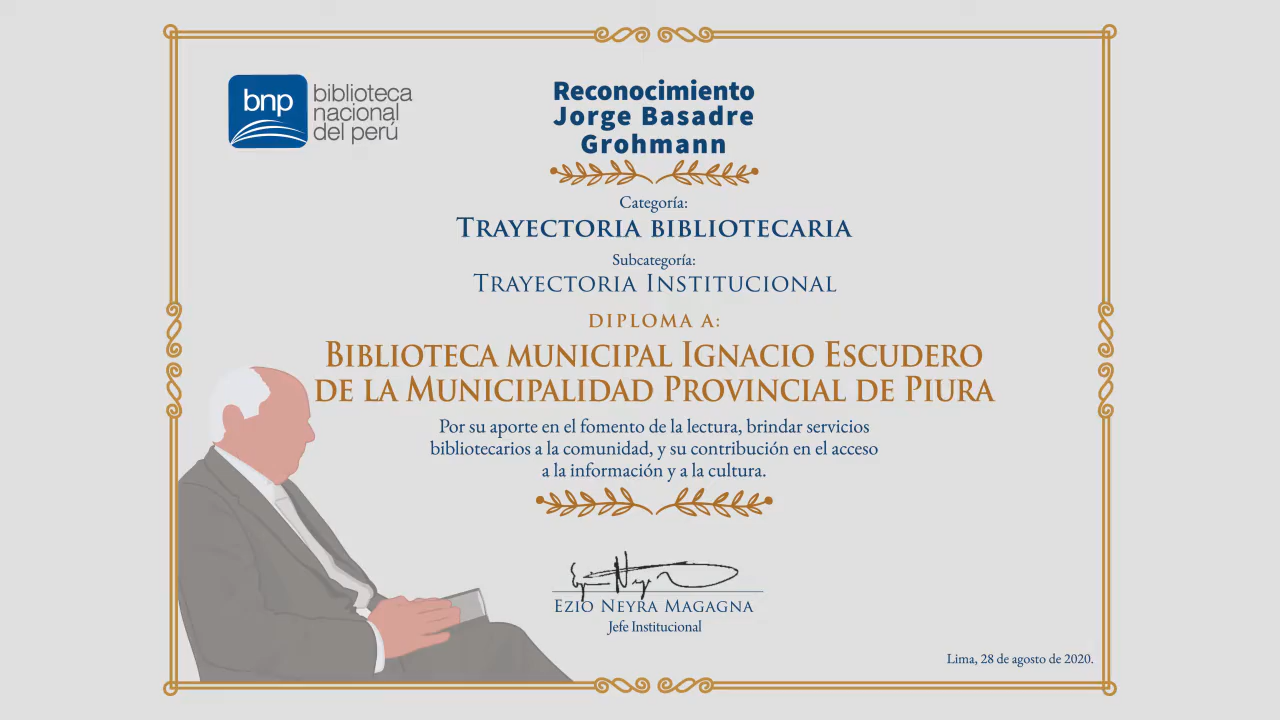 bnp
biblioteca
nacional
del perú
Reconocimiento
Jorge Basadre
Grohmann
Categoría:
TRAYECTORIA BIBLIOTECARIA
Subcategoría:
TRAYECTORIA INSTITUCIONAL
DIPLOMA A:
BIBLIOTECA MUNICIPAL IGNACIO ESCUDERO
DE LA MUNICIPALIDAD PROVINCIAL DE PIURA
Por su aporte en el fomento de la lectura, brindar servicios
bibliotecarios a la comunidad, y su contribución en el acceso
a la información y a la cultura.
EZIO NEYRA MAGAGNA
Jefe Institucional
Lima, 28 de agosto de 2020.